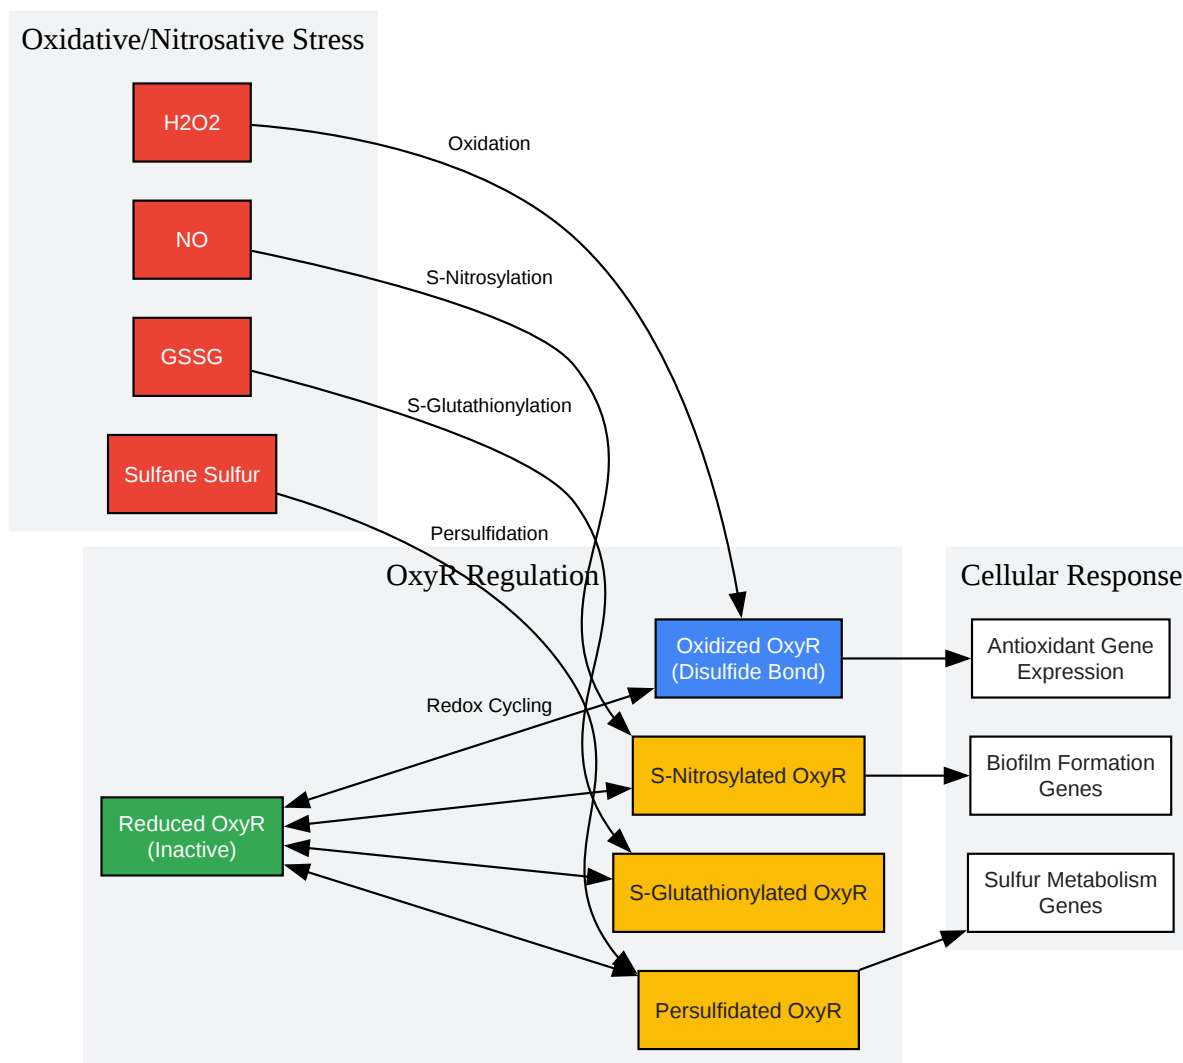 Oxidative/Nitrosative Stress
H2O2
Oxidation
NO
S-Nitrosylation
GSSG
S-Glutathionylation
Sulfane Sulfur
Persulfidation
OxyR Regulation
Cellular Response
Oxidized OxyR
(Disulfide Bond)
Antioxidant Gene
Expression
Redox Cycling
S-Nitrosylated OxyR
Biofilm Formation
Genes
Reduced OxyR
(Inactive)
S-Glutathionylated OxyR
Sulfur Metabolism
Genes
Persulfidated OxyR